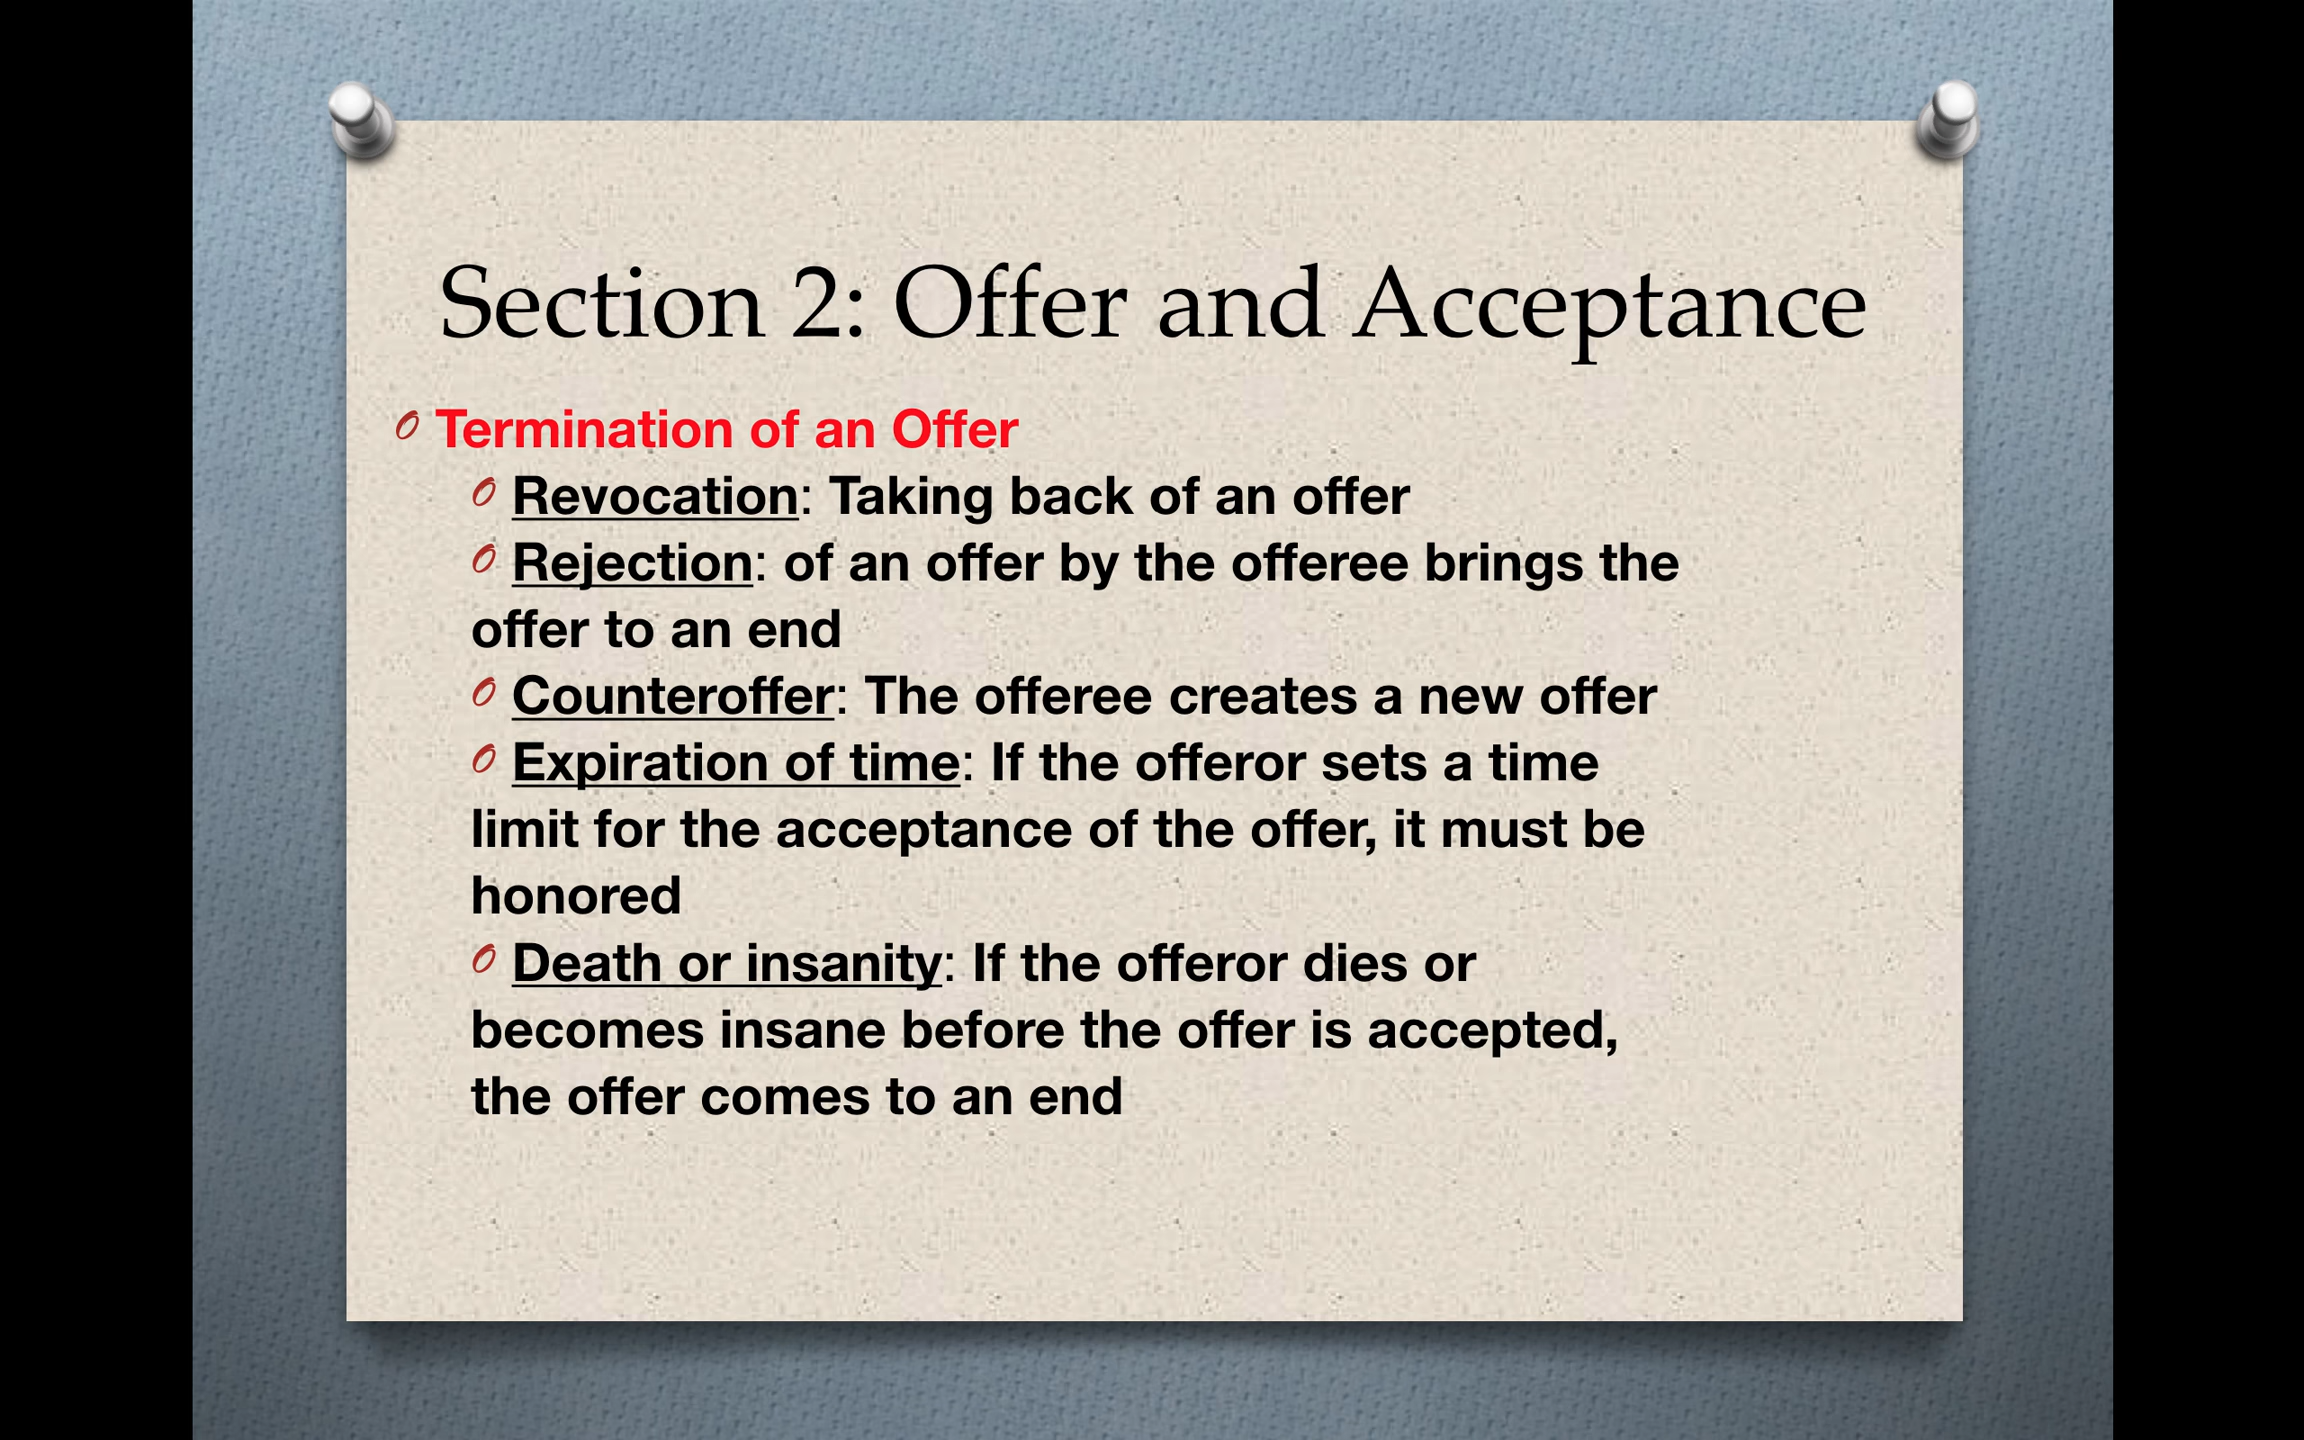 Section 2: Offer and Acceptance
Termination of an Offer
Revocation: Taking back of an offer
Rejection: of an offer by the offeree brings the
offer to an end
Counteroffer: The offeree creates a new offer
Expiration of time: If the offeror sets a time
limit for the acceptance of the offer, it must be
honored
Death or insanity: If the offeror dies or
becomes insane before the offer is accepted,
the offer comes to an end